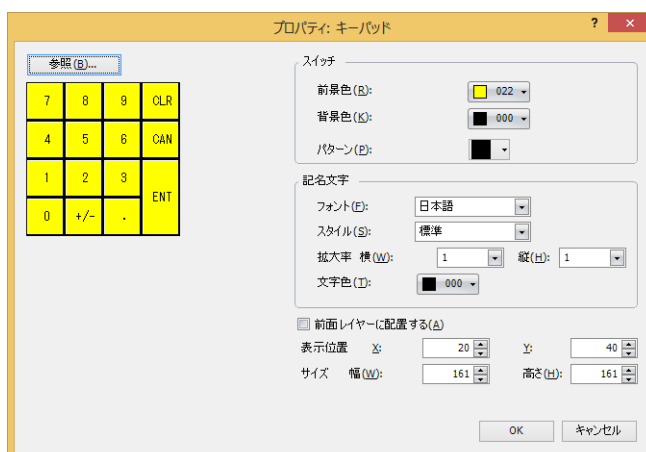 プロパティ: キーパッド
? ×
参照(B)...
7 8 9 CLR
4 5 6 CAN
1 2 3
ENT
0 +/- .
スイッチ
前景色(R): 022
背景色(K): 000
パターン(P):
記名文字
フォント(F): 日本語
スタイル(S): 標準
拡大率 横(W): 1 縦(H): 1
文字色(T): 000
前面レイヤーに配置する(A)
表示位置 X: 20 Y: 40
サイズ 幅(W): 161 高さ(H): 161
OK キャンセル